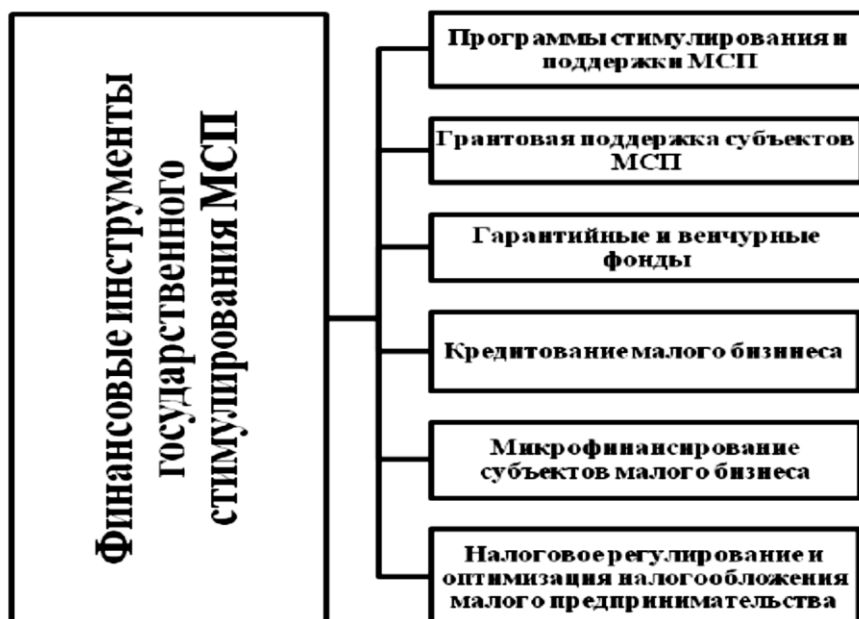 Финансовые инструменты
государственного
стимулирования МСП
Программы стимулирования и
поддержки МСП
Грантовая поддержка субъектов
МСП
Гарантийные и венчурные
фонды
Кредитование малого бизнеса
Микрофинансирование
субъектов малого бизнеса
Налоговое регулирование и
оптимизация налогообложения
малого предпринимательства